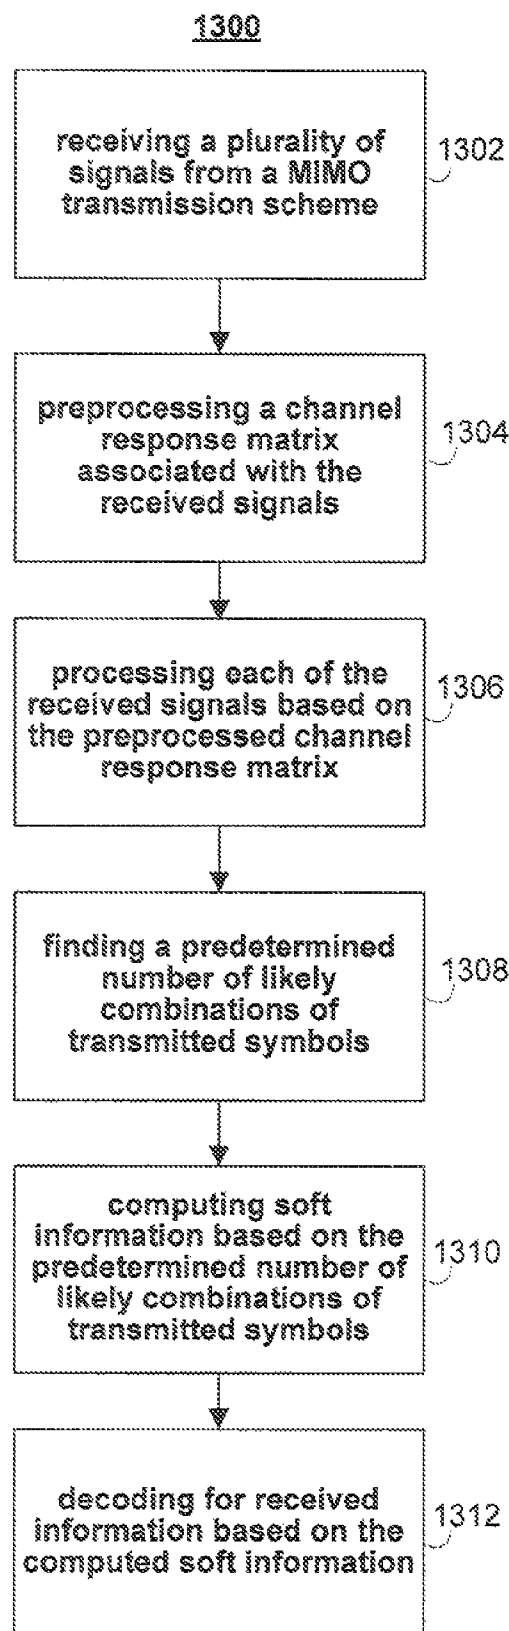 1300
receiving a plurality of
signals from a MIMO
transmission scheme
1302
preprocessing a channel
response matrix
associated with the
received signals
1304
processing each of the
received signals based on
the preprocessed channel
response matrix
1306
finding a predetermined
number of likely
combinations of
transmitted symbols
1308
computing soft
information based on the
predetermined number of
likely combinations of
transmitted symbols
1310
decoding for received
information based on the
computed soft information
1312